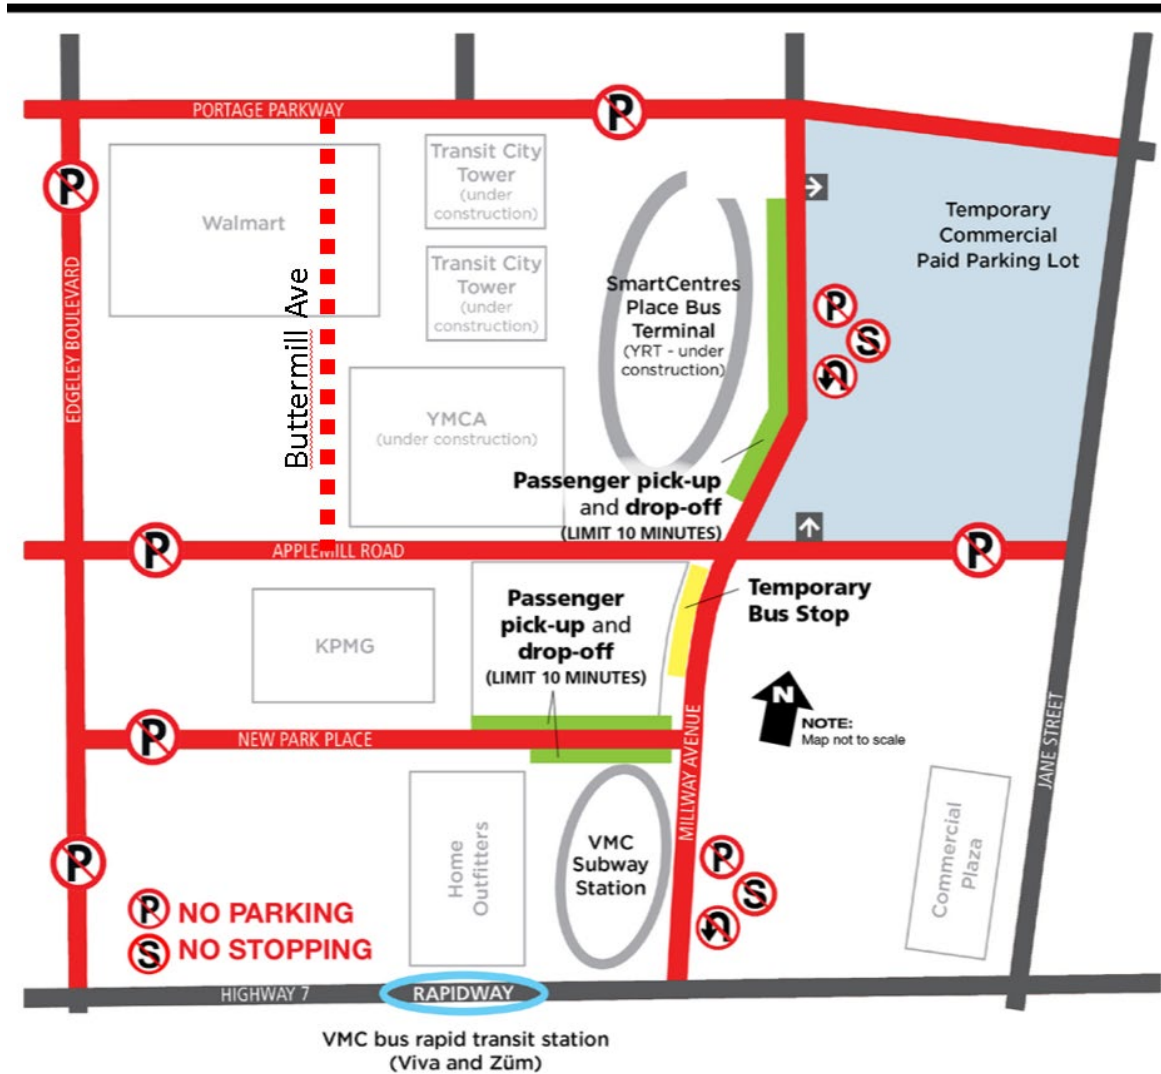 PORTAGE PARKWAY
P
P
Walmart
Transit City
Tower
(under
construction)
Transit City
Tower
(under
construction)
Temporary
Commercial
Paid Parking Lot
SmartCentres
Place Bus
Terminal
(YRT - under
construction)
P
S
EDGELEY BOULEVARD
Buttermill Ave
YMCA
(under construction)
Passenger pick-up
and drop-off
(LIMIT 10 MINUTES)
P
APPLEMILL ROAD
P
KPMG
Passenger
pick-up and
drop-off
(LIMIT 10 MINUTES)
Temporary
Bus Stop
N
NOTE:
Map not to scale
P
NEW PARK PLACE
MILLWAY AVENUE
JANE STREET
P
Home
Outfitters
VMC
Subway
Station
P
S
Commercial
Plaza
P NO PARKING
S NO STOPPING
HIGHWAY 7
RAPIDWAY
VMC bus rapid transit station
(Viva and Züm)